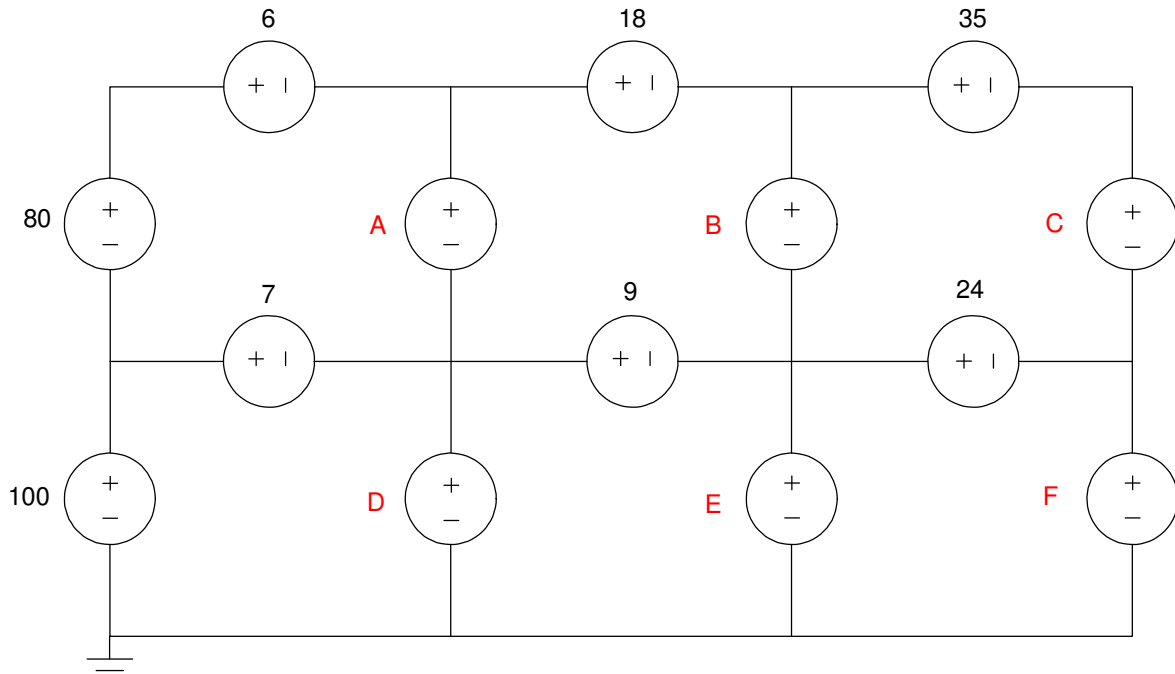 6 18 35
+ − + − + −
+ + + +
80 A B C
− − − −
7 9 24
+ − + − + −
+ + + +
100 D E F
− − − −